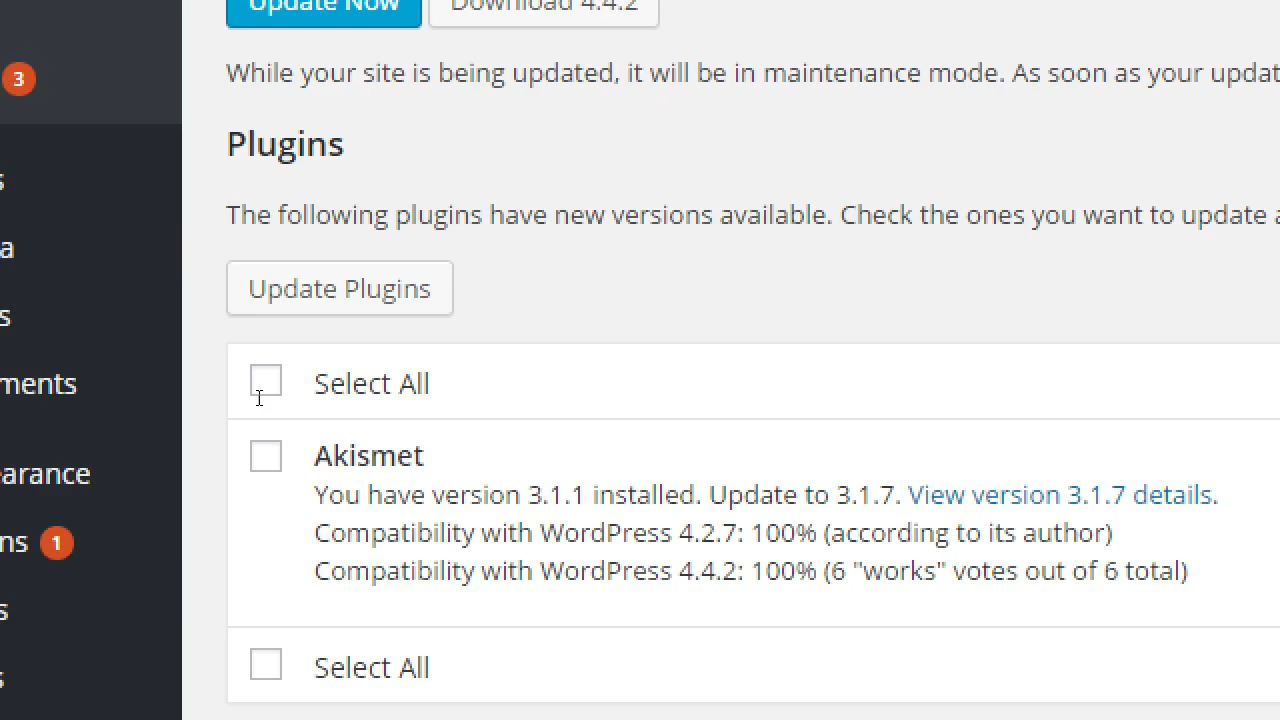 Update Now Download 4.4.2
3
While your site is being updated, it will be in maintenance mode. As soon as your updat
Plugins
s
The following plugins have new versions available. Check the ones you want to update a
a
Update Plugins
s
ments
Select All
Akismet
earance
You have version 3.1.1 installed. Update to 3.1.7. View version 3.1.7 details.
Compatibility with WordPress 4.2.7: 100% (according to its author)
ns 1
Compatibility with WordPress 4.4.2: 100% (6 "works" votes out of 6 total)
s
Select All
s